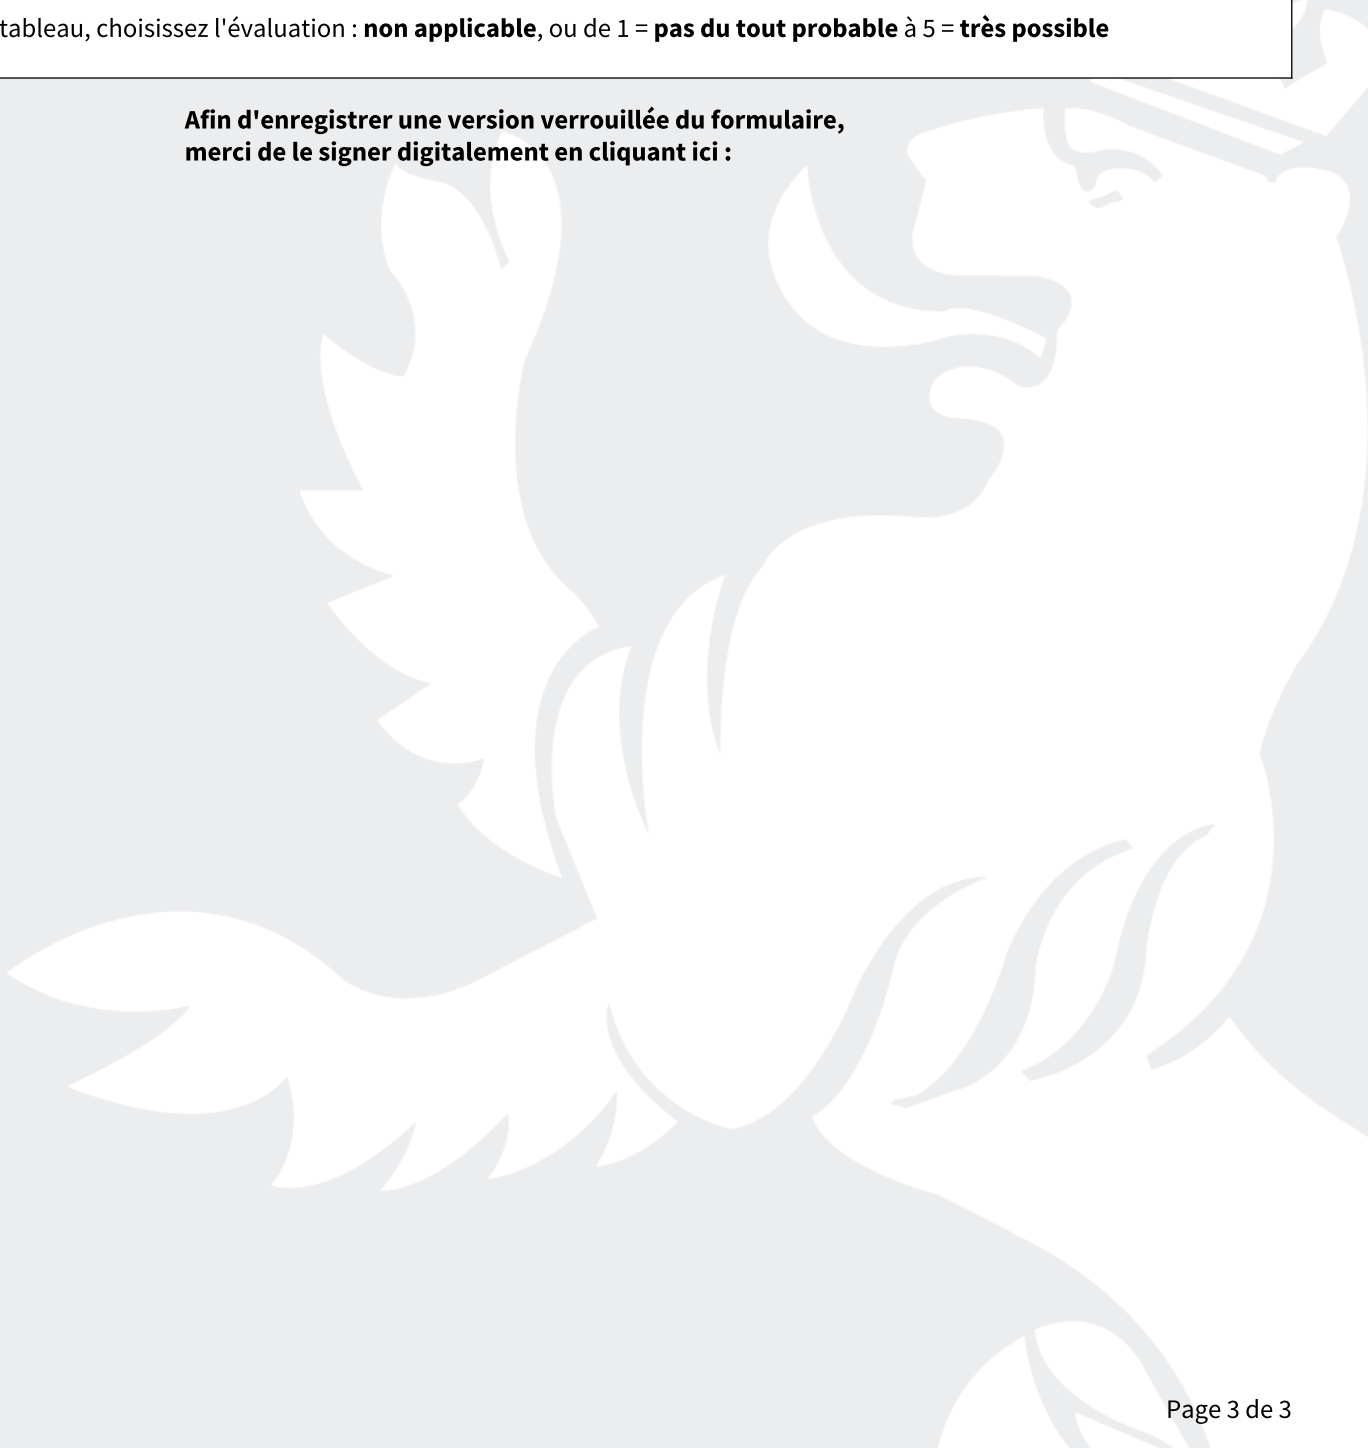 tableau, choisissez l'évaluation : non applicable, ou de 1 = pas du tout probable à 5 = très possible
Afin d'enregistrer une version verrouillée du formulaire,
merci de le signer digitalement en cliquant ici :
Page 3 de 3